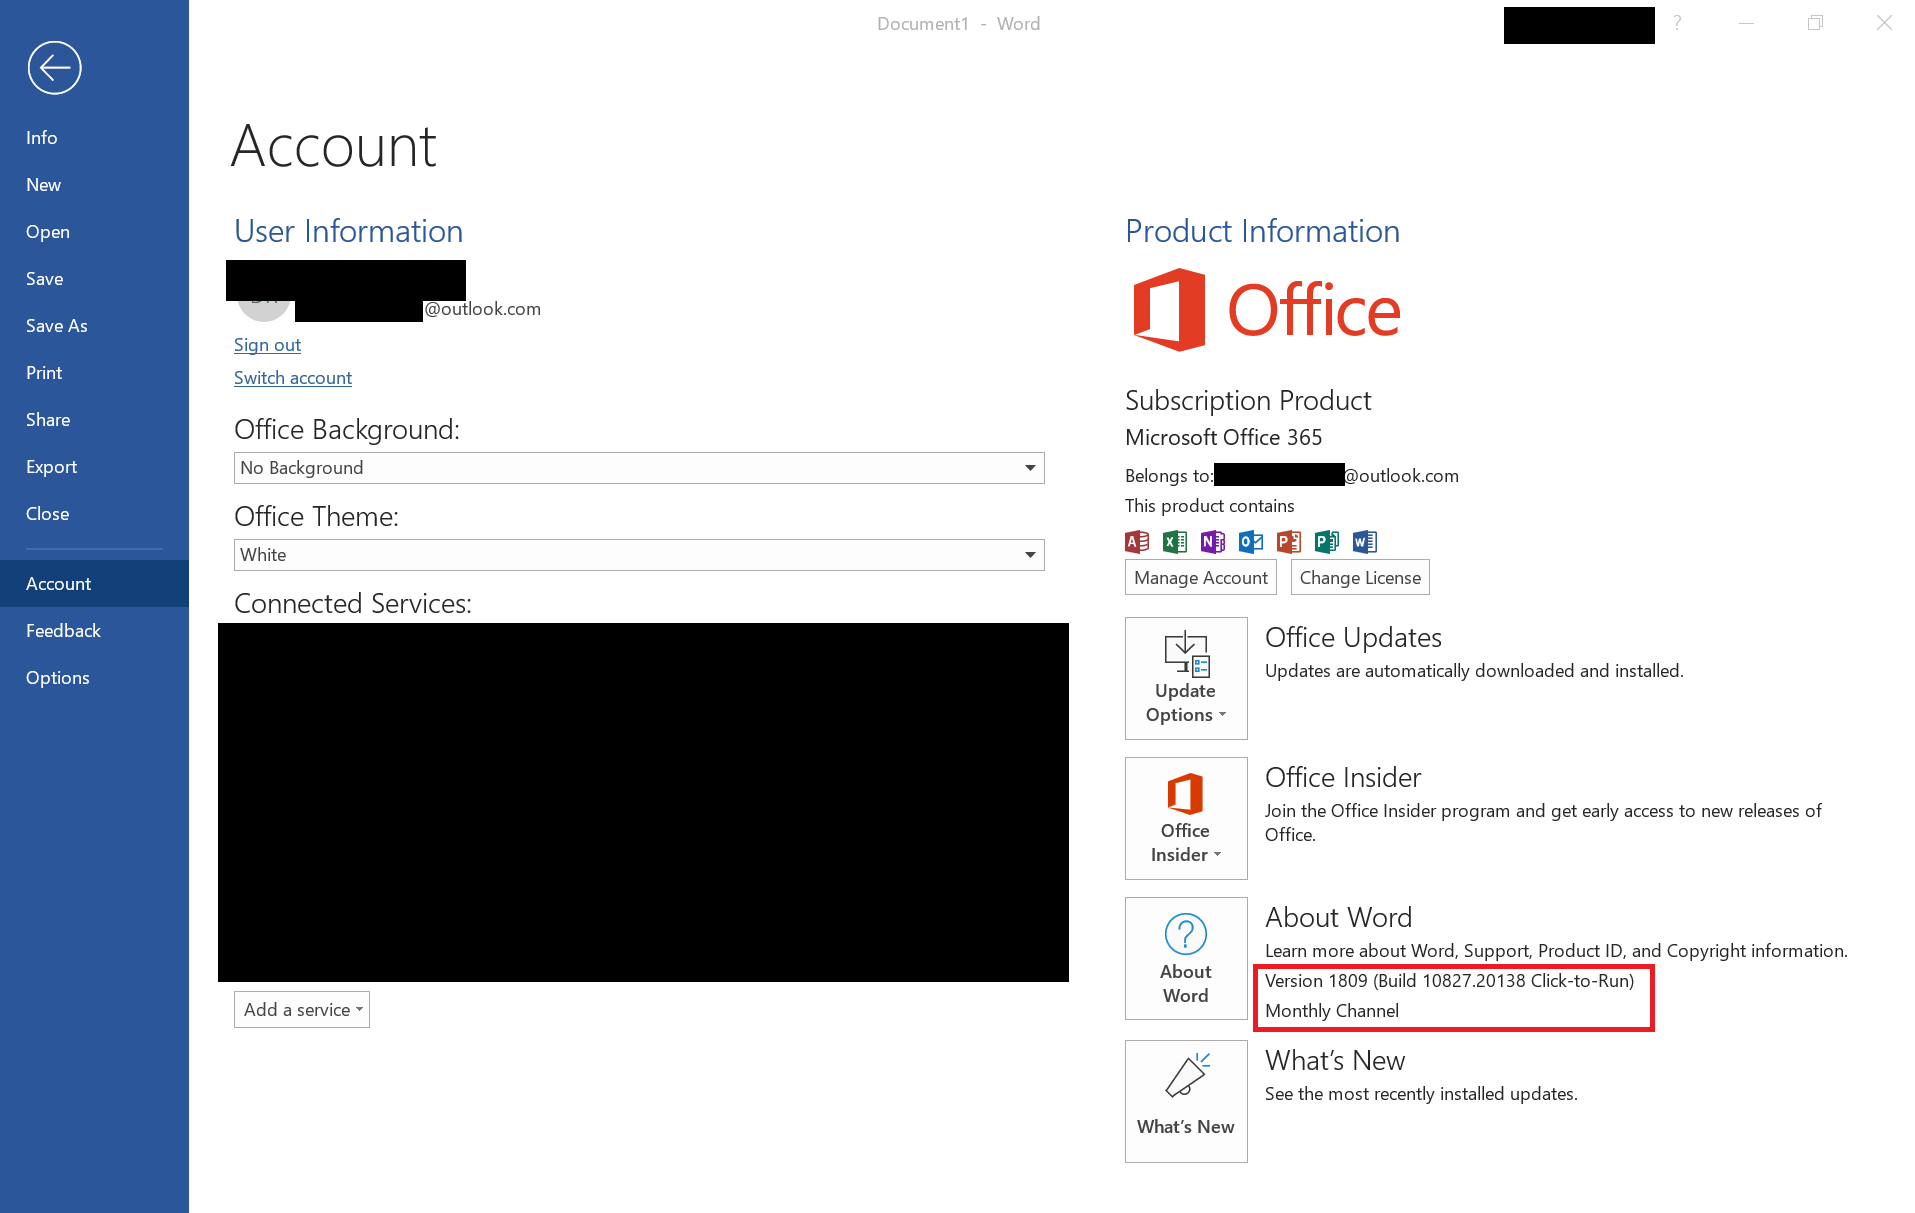 Document1 - Word
?
Info
New
Open
Save
Save As
Print
Share
Export
Close
Account
Feedback
Options
Account
User Information
@outlook.com
Sign out
Switch account
Office Background:
No Background
Office Theme:
White
Connected Services:
Add a service
Product Information
Office
Subscription Product
Microsoft Office 365
Belongs to: @outlook.com
This product contains
A X N O P P W
Manage Account Change License
Update
Options
Office Updates
Updates are automatically downloaded and installed.
Office
Insider
Office Insider
Join the Office Insider program and get early access to new releases of
Office.
?
About
Word
About Word
Learn more about Word, Support, Product ID, and Copyright information.
Version 1809 (Build 10827.20138 Click-to-Run)
Monthly Channel
What's New
What's New
See the most recently installed updates.